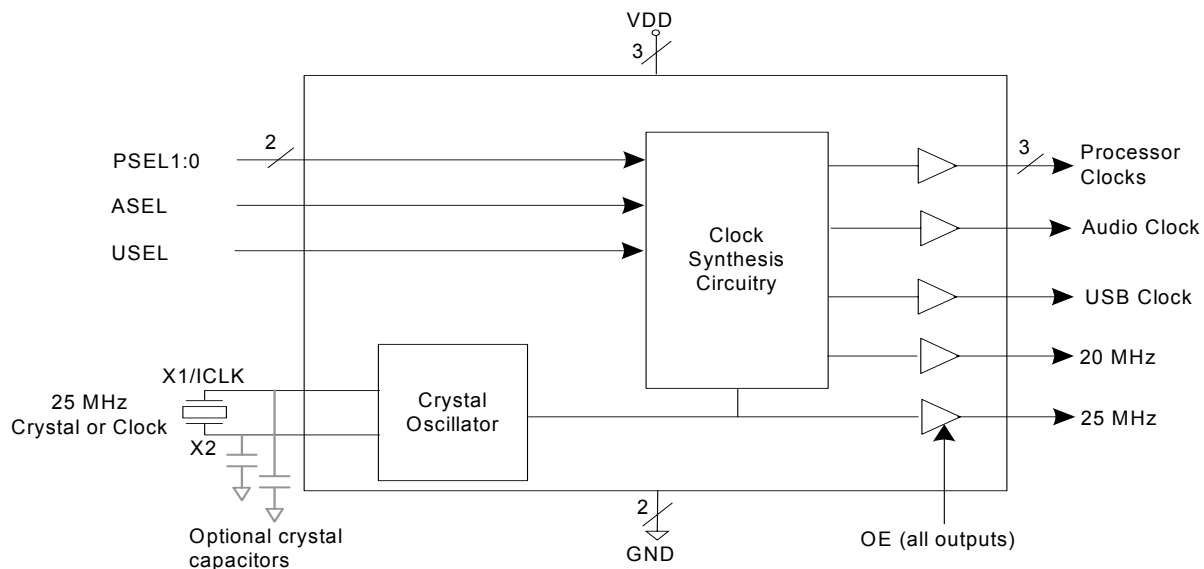 VDD
3
PSEL1:0
2
ASEL
USEL
Clock
Synthesis
Circuitry
3
Processor
Clocks
Audio Clock
USB Clock
20 MHz
25 MHz
X1/ICLK
25 MHz
Crystal or Clock
X2
Crystal
Oscillator
Optional crystal
capacitors
2
GND
OE (all outputs)